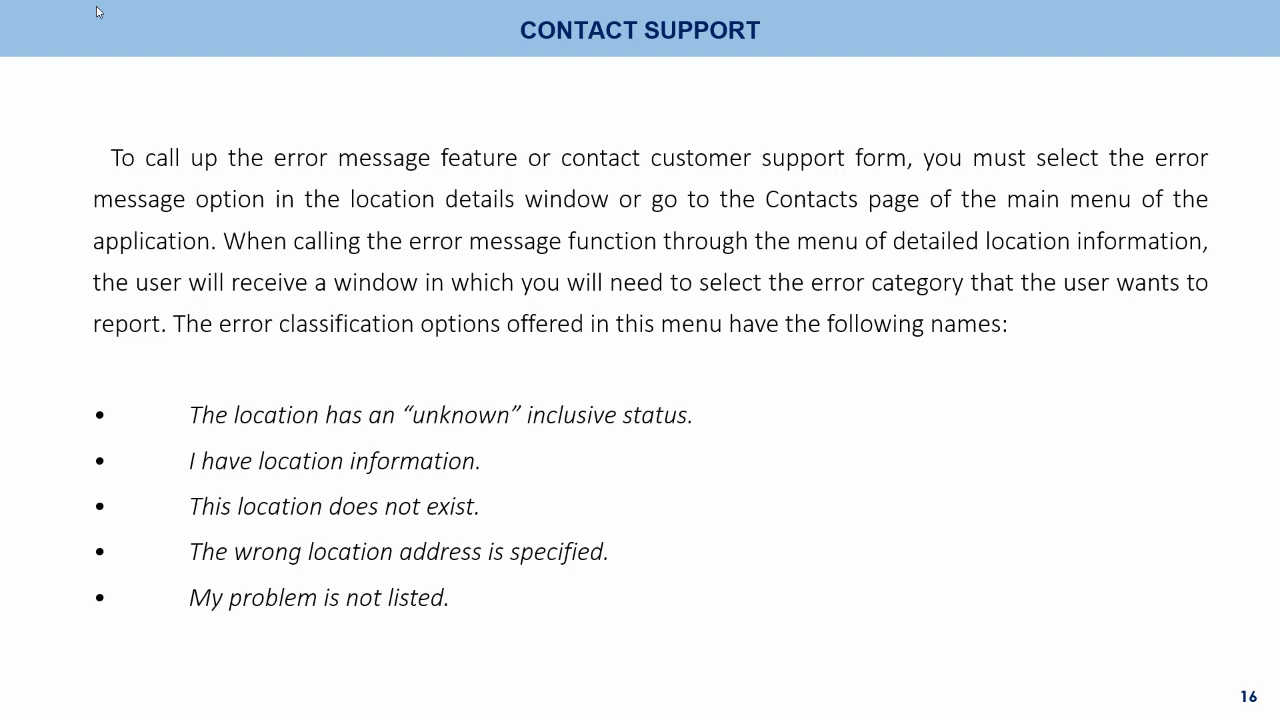 CONTACT SUPPORT
To call up the error message feature or contact customer support form, you must select the error
message option in the location details window or go to the Contacts page of the main menu of the
application. When calling the error message function through the menu of detailed location information,
the user will receive a window in which you will need to select the error category that the user wants to
report. The error classification options offered in this menu have the following names:
• The location has an “unknown” inclusive status.
• I have location information.
• This location does not exist.
• The wrong location address is specified.
• My problem is not listed.
16